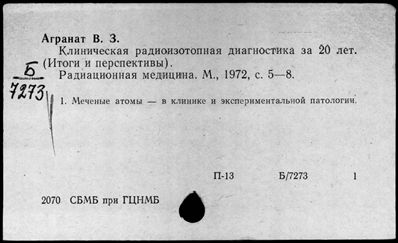 Агранат В. З.
Клиническая радиоизотопная диагностика за 20 лет.
(Итоги и перспективы).
Б
Радиационная медицина. М., 1972, с. 5—8.
7273
1. Меченые атомы — в клинике и экспериментальной патологии.
П-13 Б/7273 1
2070 СБМБ при ГЦНМБ